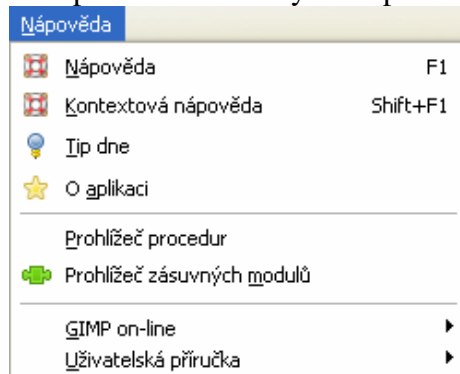 Nápověda
Nápověda F1
Kontextová nápověda Shift+F1
Tip dne
O aplikaci
Prohlížeč procedur
Prohlížeč zásuvných modulů
GIMP on-line
Uživatelská příručka